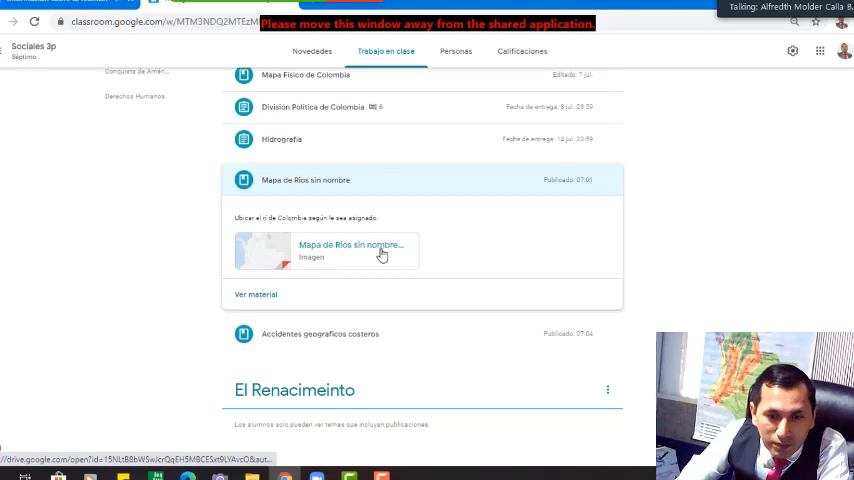 Talking: Alfredth Molder Calla B.
classroom.google.com/w/MTM3NDQ2MTEzM
Please move this window away from the shared application.
Sociales 3p
Séptimo
Novedades
Trabajo en clase
Personas
Calificaciones
Conquista de Améri...
Derechos Humanos
Mapa Físico de Colombia
Editado: 7 jul.
División Política de Colombia
6
Fecha de entrega: 8 jul. 23:59
Hidrografía
Fecha de entrega: 14 jul. 23:59
Mapa de Rios sin nombre
Publicado: 07:01
Ubicar el ri de Colombia según le sea asignado.
Mapa de Rios sin nombre...
Imagen
Ver material
Accidentes geograficos costeros
Publicado: 07:04
El Renacimeinto
Los alumnos solo pueden ver temas que incluyan publicaciones